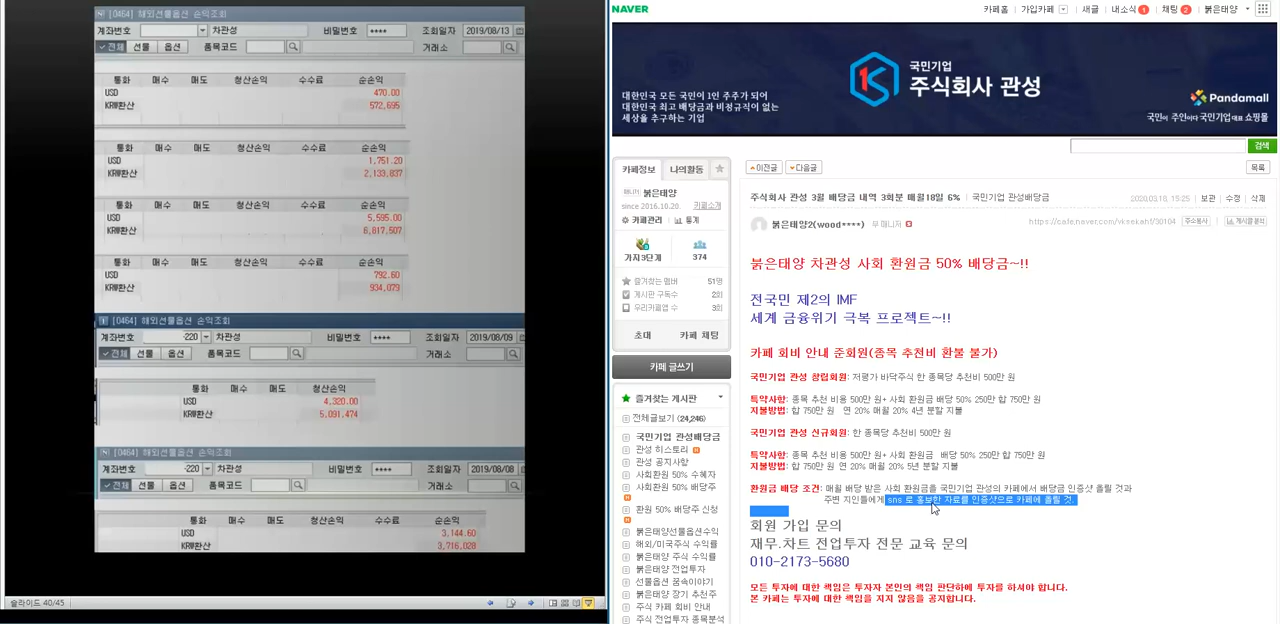 [0464] 해외선물옵션 손익조회
계좌번호 차관성 비밀번호 **** 조회일자 2019/08/13
전체 선물 옵션 품목코드 거래소
통화 매수 매도 청산손익 수수료 순손익
USD 470.00
KRW환산 572,695
통화 매수 매도 청산손익 수수료 순손익
USD 1,751.20
KRW환산 2,133,837
통화 매수 매도 청산손익 수수료 순손익
USD 5,595.00
KRW환산 6,817,507
통화 매수 매도 청산손익 수수료 순손익
USD 792.60
KRW환산 934,079
[0464] 해외선물옵션 손익조회
계좌번호 -220 차관성 비밀번호 **** 조회일자 2019/08/09
전체 선물 옵션 품목코드 거래소
통화 매수 매도 청산손익
USD 4,320.00
KRW환산 5,091,474
[0464] 해외선물옵션 손익조회
계좌번호 -220 차관성 비밀번호 **** 조회일자 2019/08/08
전체 선물 옵션 품목코드 거래소
통화 매수 매도 청산손익 수수료 순손익
USD 3,144.60
KRW환산 3,716,028
슬라이드 40/45
NAVER
카페홈 가입카페 새글 내소식 1 채팅 2 붉은태양
대한민국 모든 국민이 1인 주주가 되어
대한민국 최고 배당금과 비정규직이 없는
세상을 추구하는 기업
국민기업
주식회사 관성
Pandamall
국민이 주인이다 국민기업 대표 쇼핑몰
검색
카페정보 나의활동
매니저 붉은태양
since 2016.10.20. 카페소개
카페관리 통계
가지3단계 374
즐겨찾는 멤버 51명
게시판 구독수 2회
우리카페앱 수 3회
초대 카페 채팅
카페 글쓰기
즐겨찾는 게시판
전체글보기 (24,246)
국민기업 관성배당금
관성 히스토리
관성 공지사항
사회환원 50% 수혜자
사회환원 50% 배당주
환원 50% 배당주 신청
붉은태양선물옵션수익
해외/미국주식 수익률
붉은태양 주식 수익률
붉은태양 전업투자
선물옵션 꿈속이야기
붉은태양 장기 추천주
주식 카페 회비 안내
주식 전업투자 종목분석
이전글 다음글 목록
주식회사 관성 3월 배당금 내역 3회분 매월18일 6% | 국민기업 관성배당금 2020.03.18. 15:25 보관 수정 삭제
붉은태양2(wood****) 부매니저 https://cafe.naver.com/vksekahf/30104 주소복사 게시물분석
붉은태양 차관성 사회 환원금 50% 배당금~!!
전국민 제2의 IMF
세계 금융위기 극복 프로젝트~!!
카페 회비 안내 준회원(종목 추천비 환불 불가)
국민기업 관성 창립회원: 저평가 바닥주식 한 종목당 추천비 500만 원
특약사항: 종목 추천 비용 500만 원+ 사회 환원금 배당 50% 250만 합 750만 원
지불방법: 합 750만 원 연 20% 매월 20% 4년 분할 지불
국민기업 관성 신규회원: 한 종목당 추천비 500만 원
특약사항: 종목 추천 비용 500만 원+ 사회 환원금 배당 50% 250만 합 750만 원
지불방법: 합 750만 원 연 20% 매월 20% 5년 분할 지불
환원금 배당 조건: 매월 배당 받은 사회 환원금을 국민기업 관성의 카페에서 배당금 인증샷 올릴 것과
주변 지인들에게 sns 로 홍보한 자료를 인증샷으로 카페에 올릴 것.
회원 가입 문의
재무.차트 전업투자 전문 교육 문의
010-2173-5680
모든 투자에 대한 책임은 투자자 본인의 책임 판단하에 투자를 하셔야 합니다.
본 카페는 투자에 대한 책임을 지지 않음을 공지합니다.